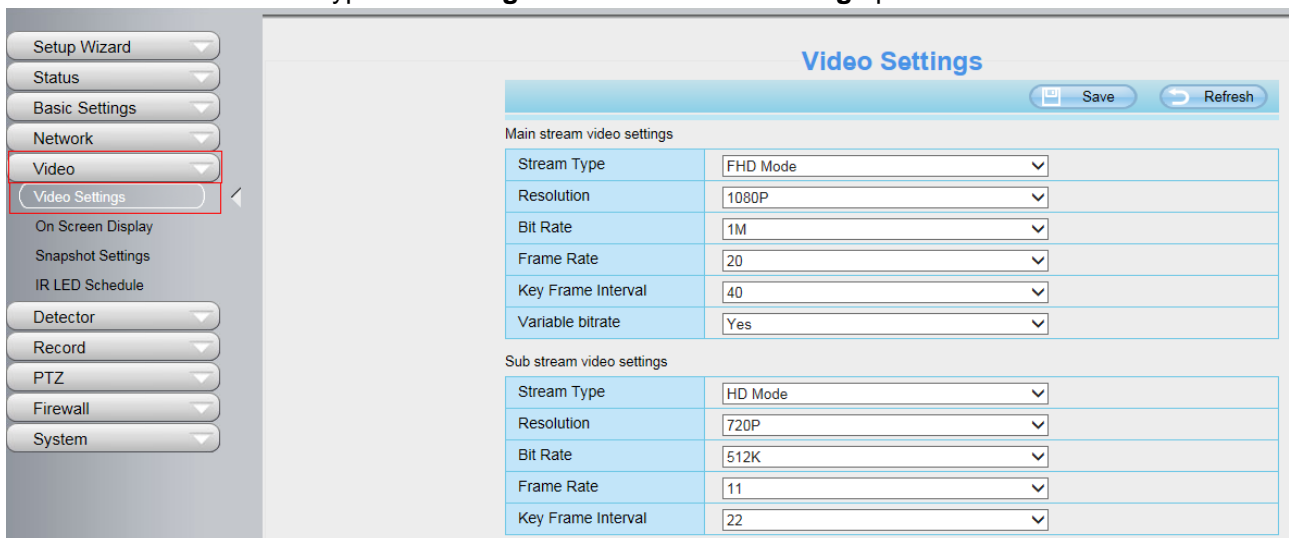 Setup Wizard
Status
Basic Settings
Network
Video
Video Settings
On Screen Display
Snapshot Settings
IR LED Schedule
Detector
Record
PTZ
Firewall
System
Video Settings
Save Refresh
Main stream video settings
Stream Type FHD Mode
Resolution 1080P
Bit Rate 1M
Frame Rate 20
Key Frame Interval 40
Variable bitrate Yes
Sub stream video settings
Stream Type HD Mode
Resolution 720P
Bit Rate 512K
Frame Rate 11
Key Frame Interval 22